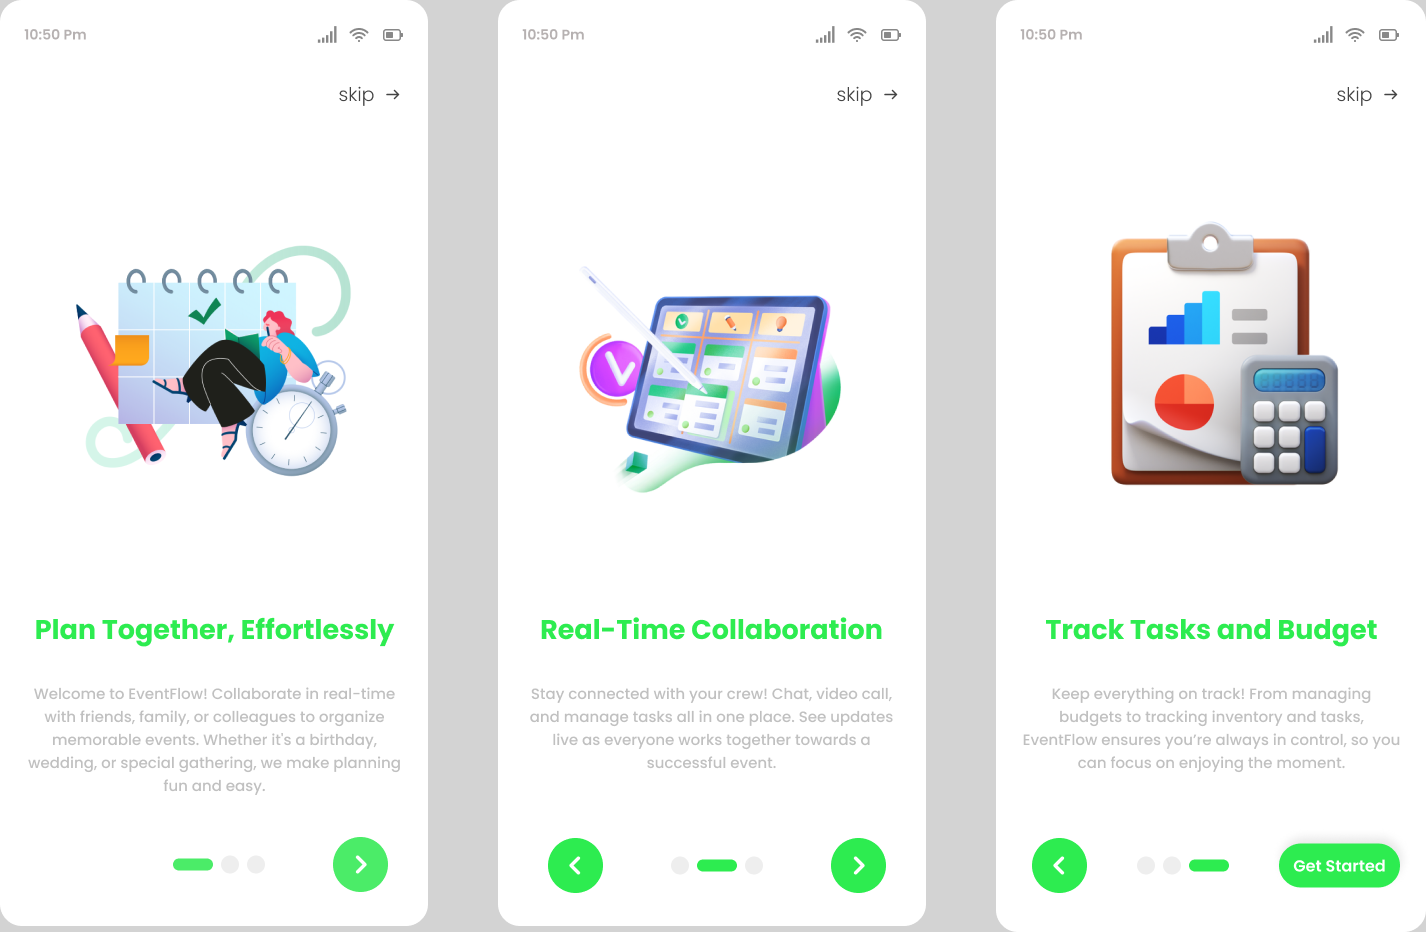 10:50 Pm
skip
Plan Together, Effortlessly
Welcome to EventFlow! Collaborate in real-time
with friends, family, or colleagues to organize
memorable events. Whether it's a birthday,
wedding, or special gathering, we make planning
fun and easy.
10:50 Pm
skip
Real-Time Collaboration
Stay connected with your crew! Chat, video call,
and manage tasks all in one place. See updates
live as everyone works together towards a
successful event.
10:50 Pm
skip
Track Tasks and Budget
Keep everything on track! From managing
budgets to tracking inventory and tasks,
EventFlow ensures you’re always in control, so you
can focus on enjoying the moment.
Get Started